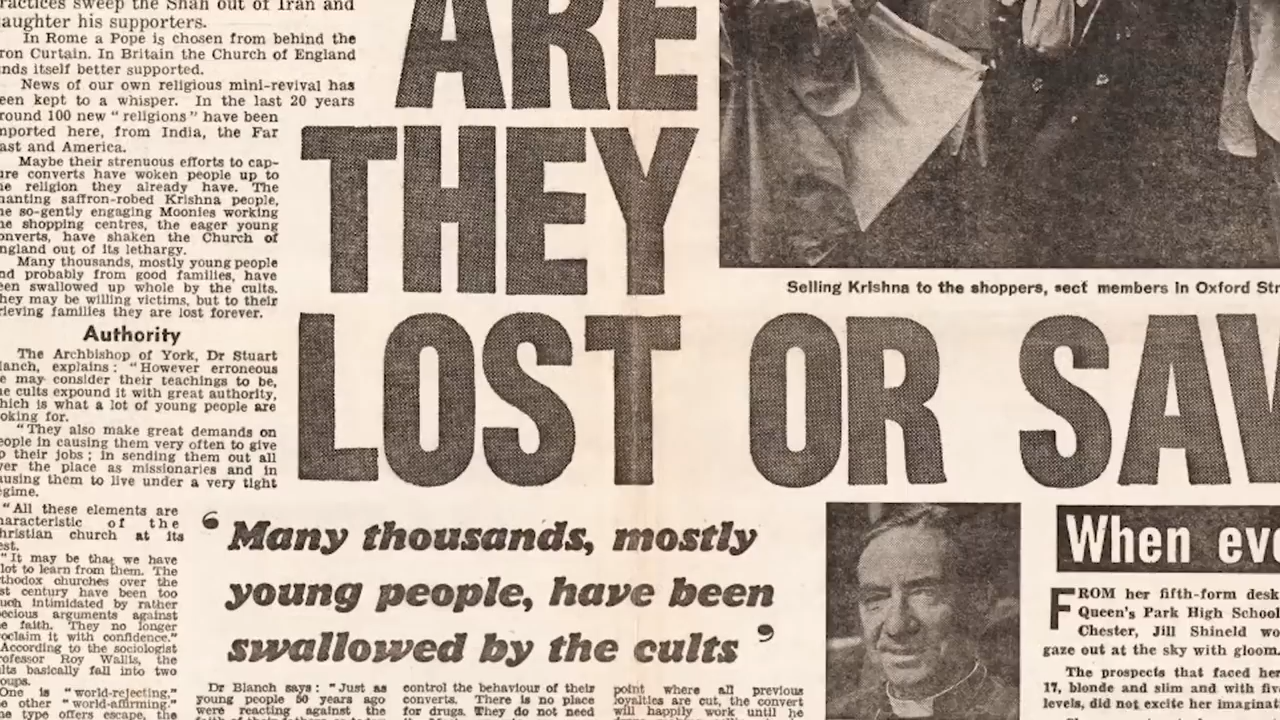 ractices sweep the Shah out of Iran and
aughter his supporters.
In Rome a Pope is chosen from behind the
ron Curtain. In Britain the Church of England
nds itself better supported.
News of our own religious mini-revival has
een kept to a whisper. In the last 20 years
round 100 new " religions " have been
mported here, from India, the Far
ast and America.
Maybe their strenuous efforts to cap-
ure converts have woken people up to
he religion they already have. The
hanting saffron-robed Krishna people,
he so-gently engaging Moonies working
he shopping centres, the eager young
onverts, have shaken the Church of
ngland out of its lethargy.
Many thousands, mostly young people
nd probably from good families, have
een swallowed up whole by the cults.
hey may be willing victims, but to their
rieving families they are lost forever.
Authority
The Archbishop of York, Dr Stuart
lanch, explains : " However erroneous
e may consider their teachings to be,
he cults expound it with great authority,
hich is what a lot of young people are
ooking for.
" They also make great demands on
eople in causing them very often to give
p their jobs ; in sending them out all
ver the place as missionaries and in
ausing them to live under a very tight
égime.
" All these elements are
haracteristic of the
hristian church at its
est.
" It may be that we have
lot to learn from them. The
thodox churches over the
st century have been too
uch intimidated by rather
ecious arguments against
e faith. They no longer
oclaim it with confidence."
According to the sociologist
rofessor Roy Wallis, the
lts basically fall into two
oups.
One is " world-rejecting,"
e other " world-affirming."
he type offers escape, the
ARE
THEY
LOST OR SAV
Selling Krishna to the shoppers, sect members in Oxford Str
‘ Many thousands, mostly
young people, have been
swallowed by the cults ’
Dr Blanch says : " Just as
young people 50 years ago
were reacting against the
faith of their fathers, so today
control the behaviour of their
converts. There is no place
for drugs. They do not need
point where all previous
loyalties are cut, the convert
will happily work until he
When eve
FROM her fifth-form desk
Queen's Park High School
Chester, Jill Shineld wo
gaze out at the sky with gloom.
The prospects that faced her
17, blonde and slim and with five
levels, did not excite her imaginat